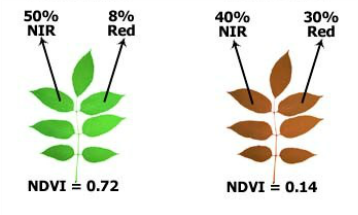 50% 8%
NIR Red
40% 30%
NIR Red
NDVI = 0.72
NDVI = 0.14